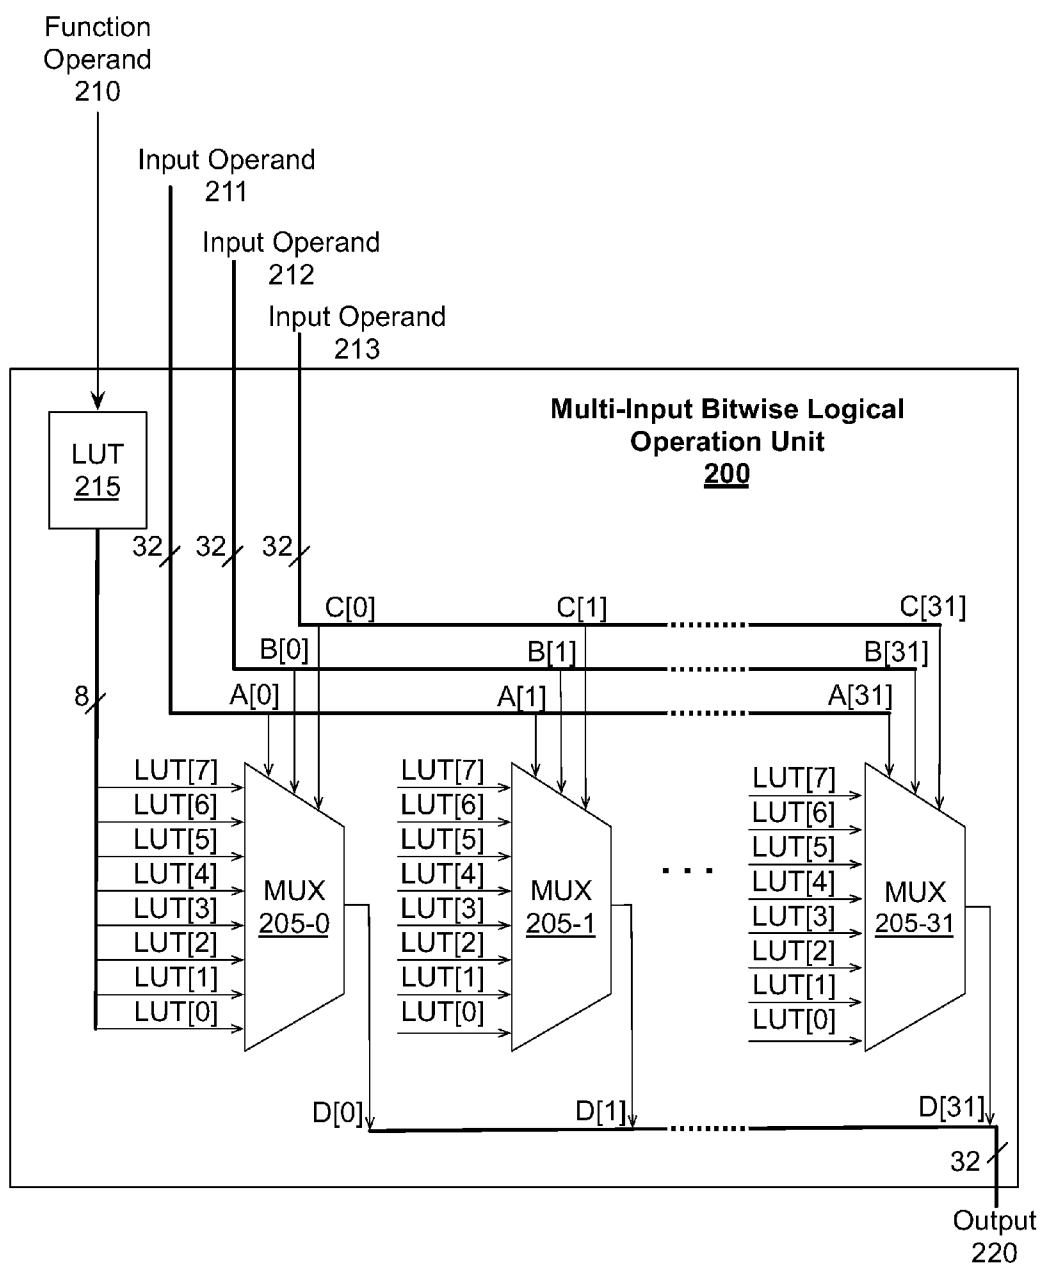 Function
Operand
210
Input Operand
211
Input Operand
212
Input Operand
213
Multi-Input Bitwise Logical
Operation Unit
200
LUT
215
32
32
32
C[0]
C[1]
C[31]
B[0]
B[1]
B[31]
8
A[0]
A[1]
A[31]
LUT[7]
LUT[6]
LUT[5]
LUT[4]
LUT[3]
LUT[2]
LUT[1]
LUT[0]
MUX
205-0
LUT[7]
LUT[6]
LUT[5]
LUT[4]
LUT[3]
LUT[2]
LUT[1]
LUT[0]
MUX
205-1
. . .
LUT[7]
LUT[6]
LUT[5]
LUT[4]
LUT[3]
LUT[2]
LUT[1]
LUT[0]
MUX
205-31
D[0]
D[1]
D[31]
32
Output
220